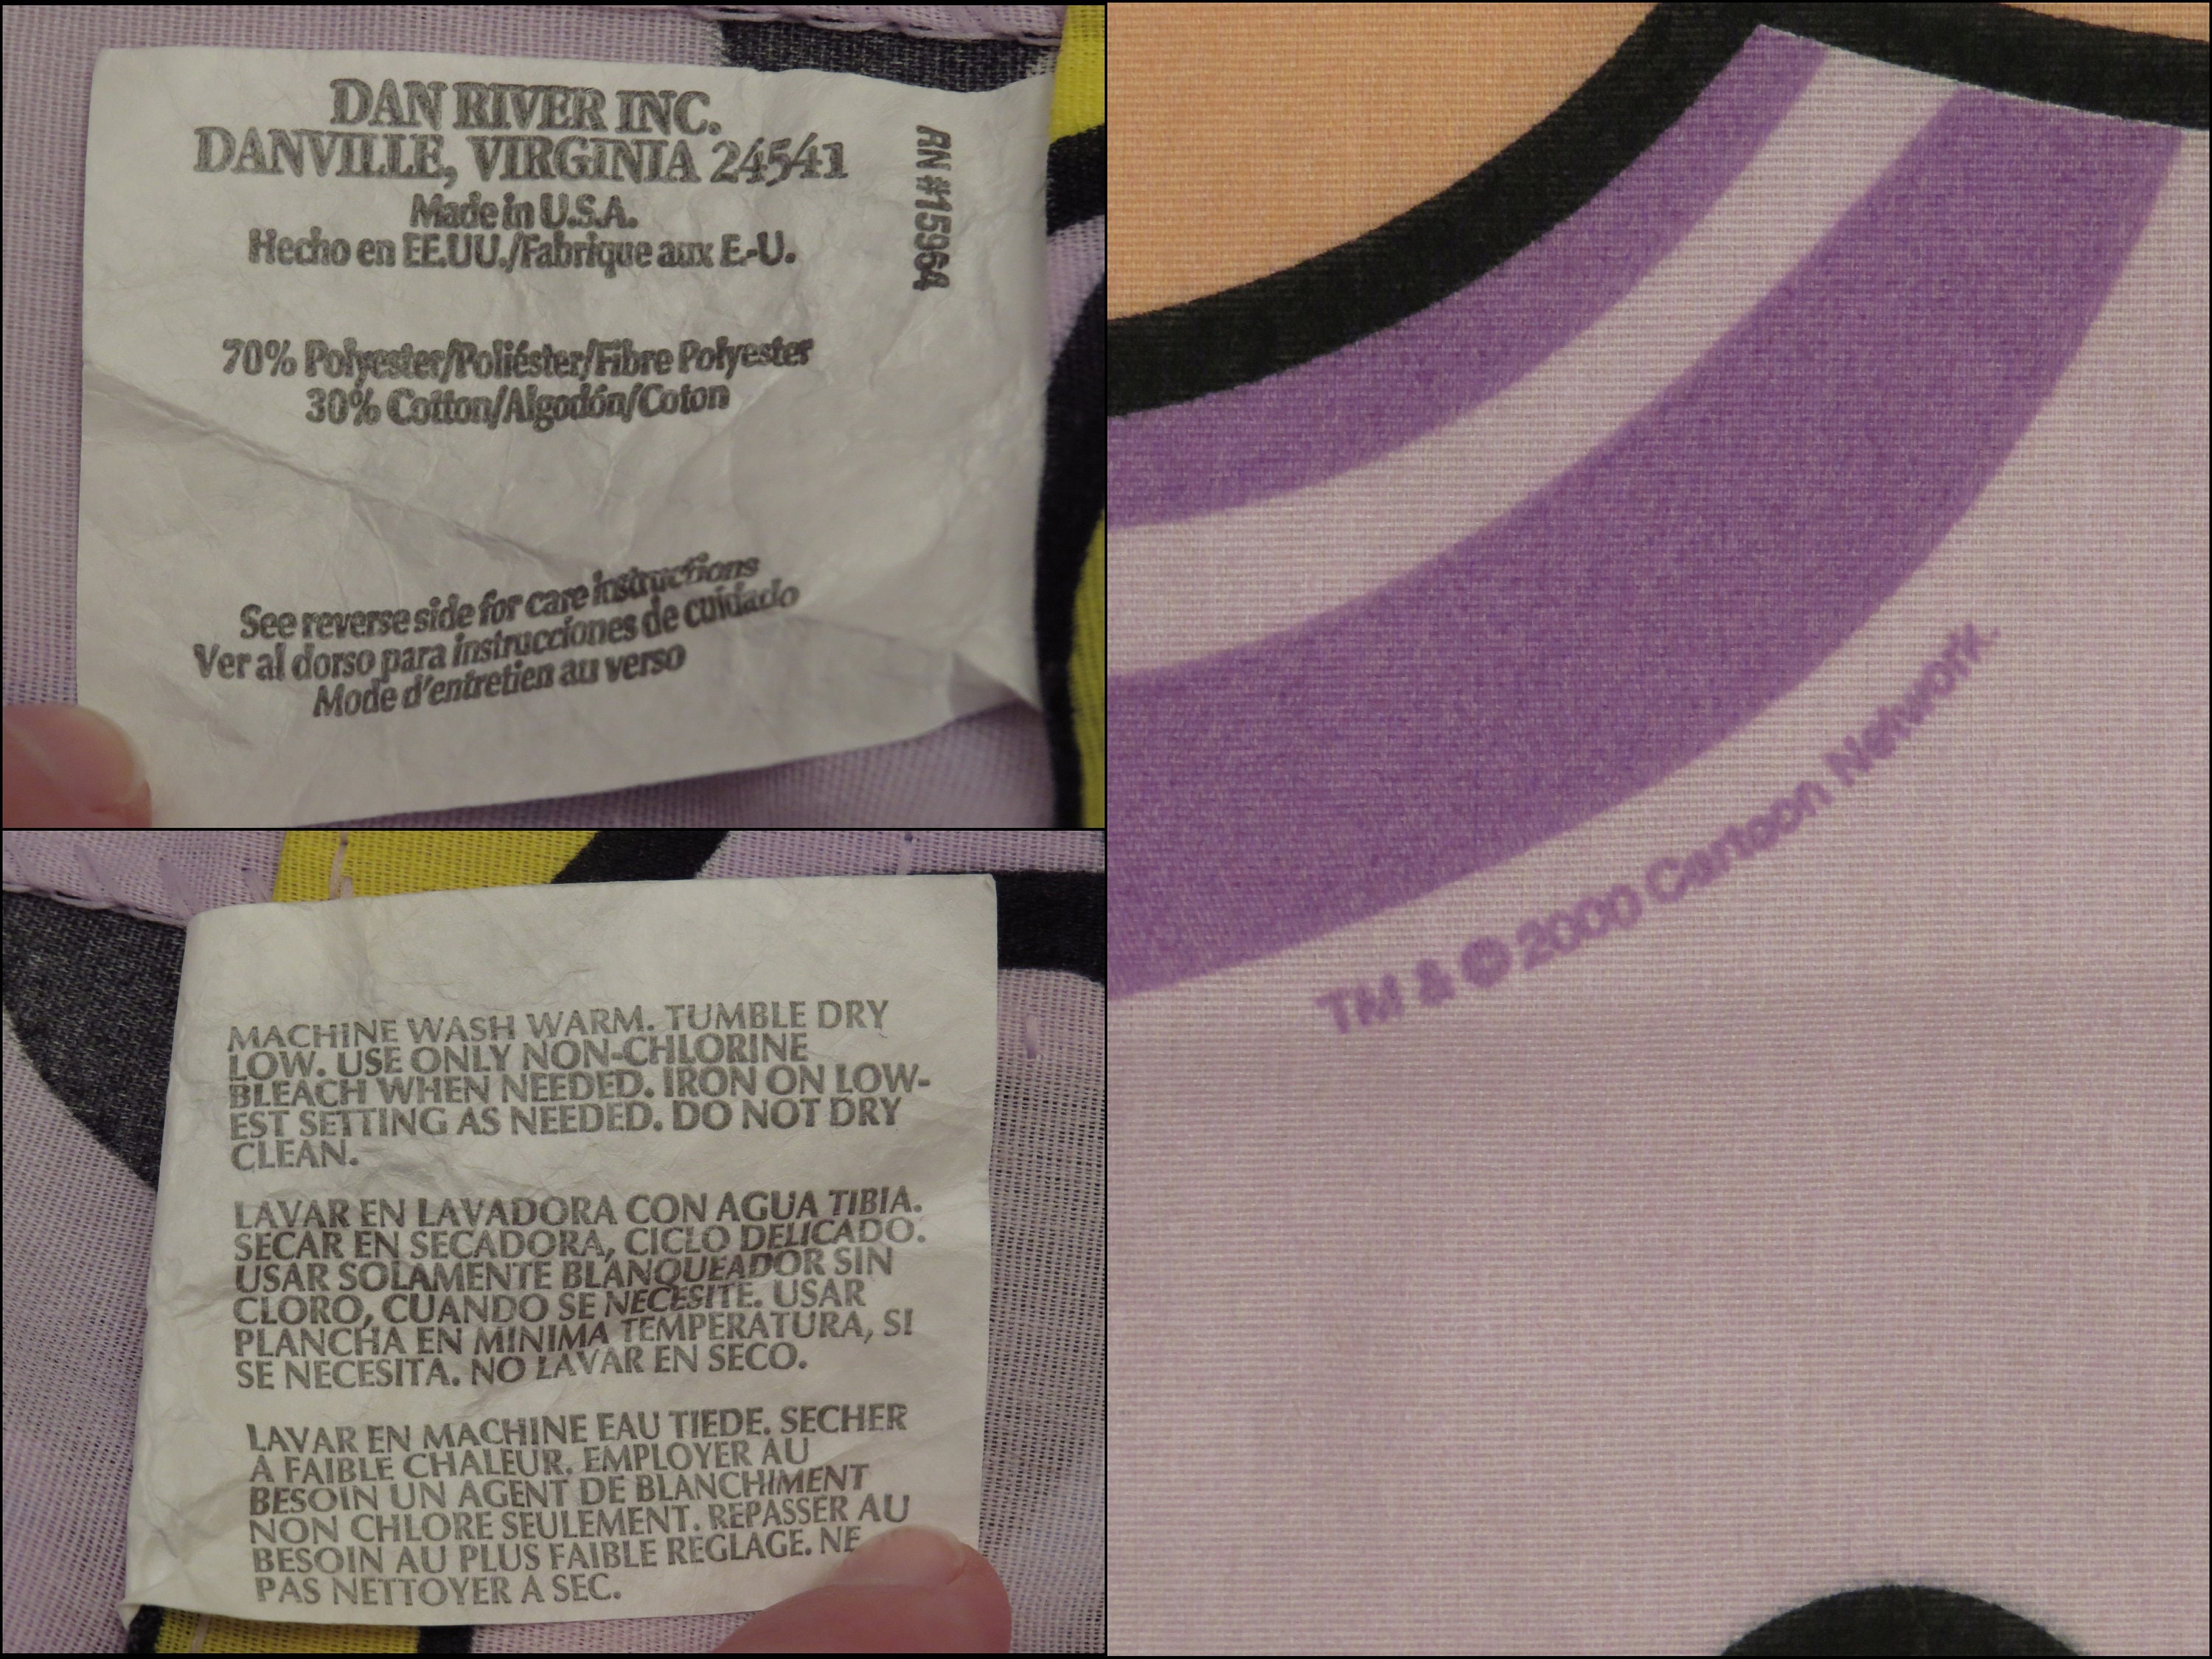 DAN RIVER INC.
DANVILLE, VIRGINIA 24541
Made in U.S.A.
Hecho en EE.UU./Fabrique aux E.-U.
RN #15964
70% Polyester/Poliéster/Fibre Polyester
30% Cotton/Algodón/Coton
See reverse side for care instructions
Ver al dorso para instrucciones de cuidado
Mode d'entretien au verso
MACHINE WASH WARM. TUMBLE DRY
LOW. USE ONLY NON-CHLORINE
BLEACH WHEN NEEDED. IRON ON LOW-
EST SETTING AS NEEDED. DO NOT DRY
CLEAN.
LAVAR EN LAVADORA CON AGUA TIBIA.
SECAR EN SECADORA, CICLO DELICADO.
USAR SOLAMENTE BLANQUEADOR SIN
CLORO, CUANDO SE NECESITE. USAR
PLANCHA EN MINIMA TEMPERATURA, SI
SE NECESITA. NO LAVAR EN SECO.
LAVAR EN MACHINE EAU TIEDE. SECHER
A FAIBLE CHALEUR. EMPLOYER AU
BESOIN UN AGENT DE BLANCHIMENT
NON CHLORE SEULEMENT. REPASSER AU
BESOIN AU PLUS FAIBLE REGLAGE. NE
PAS NETTOYER A SEC.
TM & © 2000 Cartoon Network.